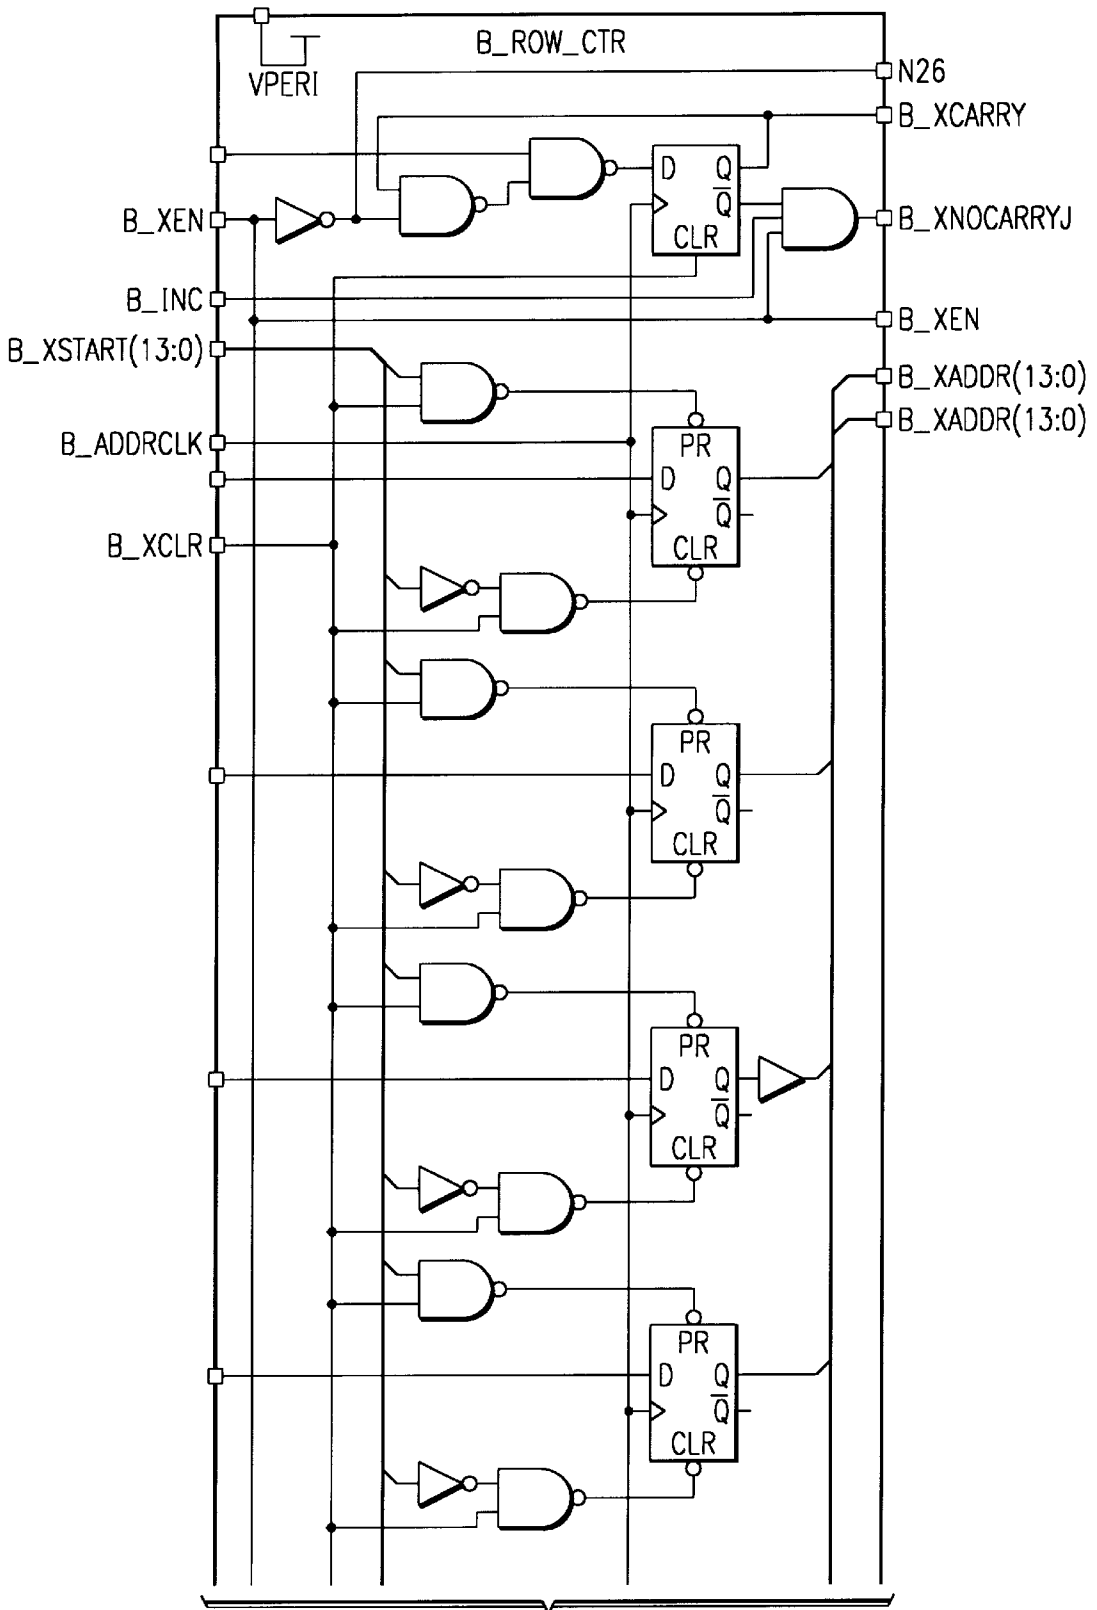 B_ROW_CTR
VPERI
N26
B_XCARRY
D Q
Q
CLR
B_XEN
B_XNOCARRYJ
B_INC
B_XEN
B_XSTART(13:0)
B_XADDR(13:0)
B_XADDR(13:0)
B_ADDRCLK
PR
D Q
Q
CLR
B_XCLR
PR
D Q
Q
CLR
PR
D Q
Q
CLR
PR
D Q
Q
CLR